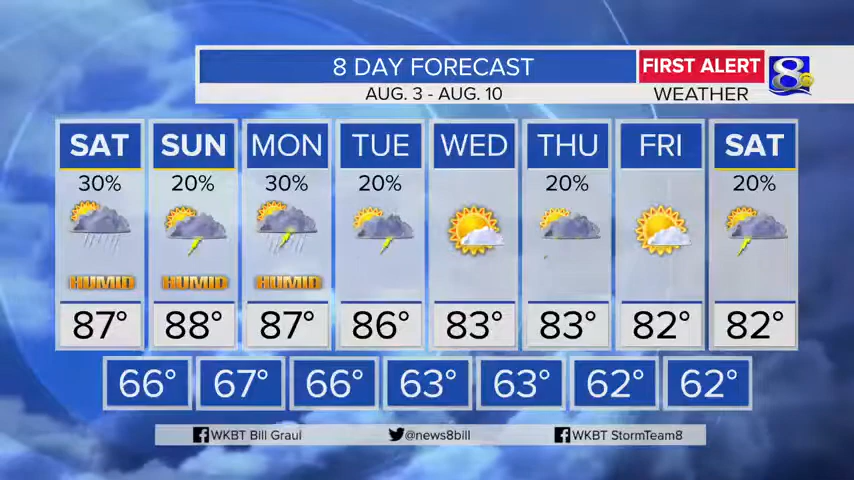 8 DAY FORECAST
FIRST ALERT
8
AUG. 3 - AUG. 10
WEATHER
SAT SUN MON TUE WED THU FRI SAT
30% 20% 30% 20% 20% 20%
HUMID HUMID HUMID
87° 88° 87° 86° 83° 83° 82° 82°
66° 67° 66° 63° 63° 62° 62°
WKBT Bill Graul @news8bill WKBT StormTeam8